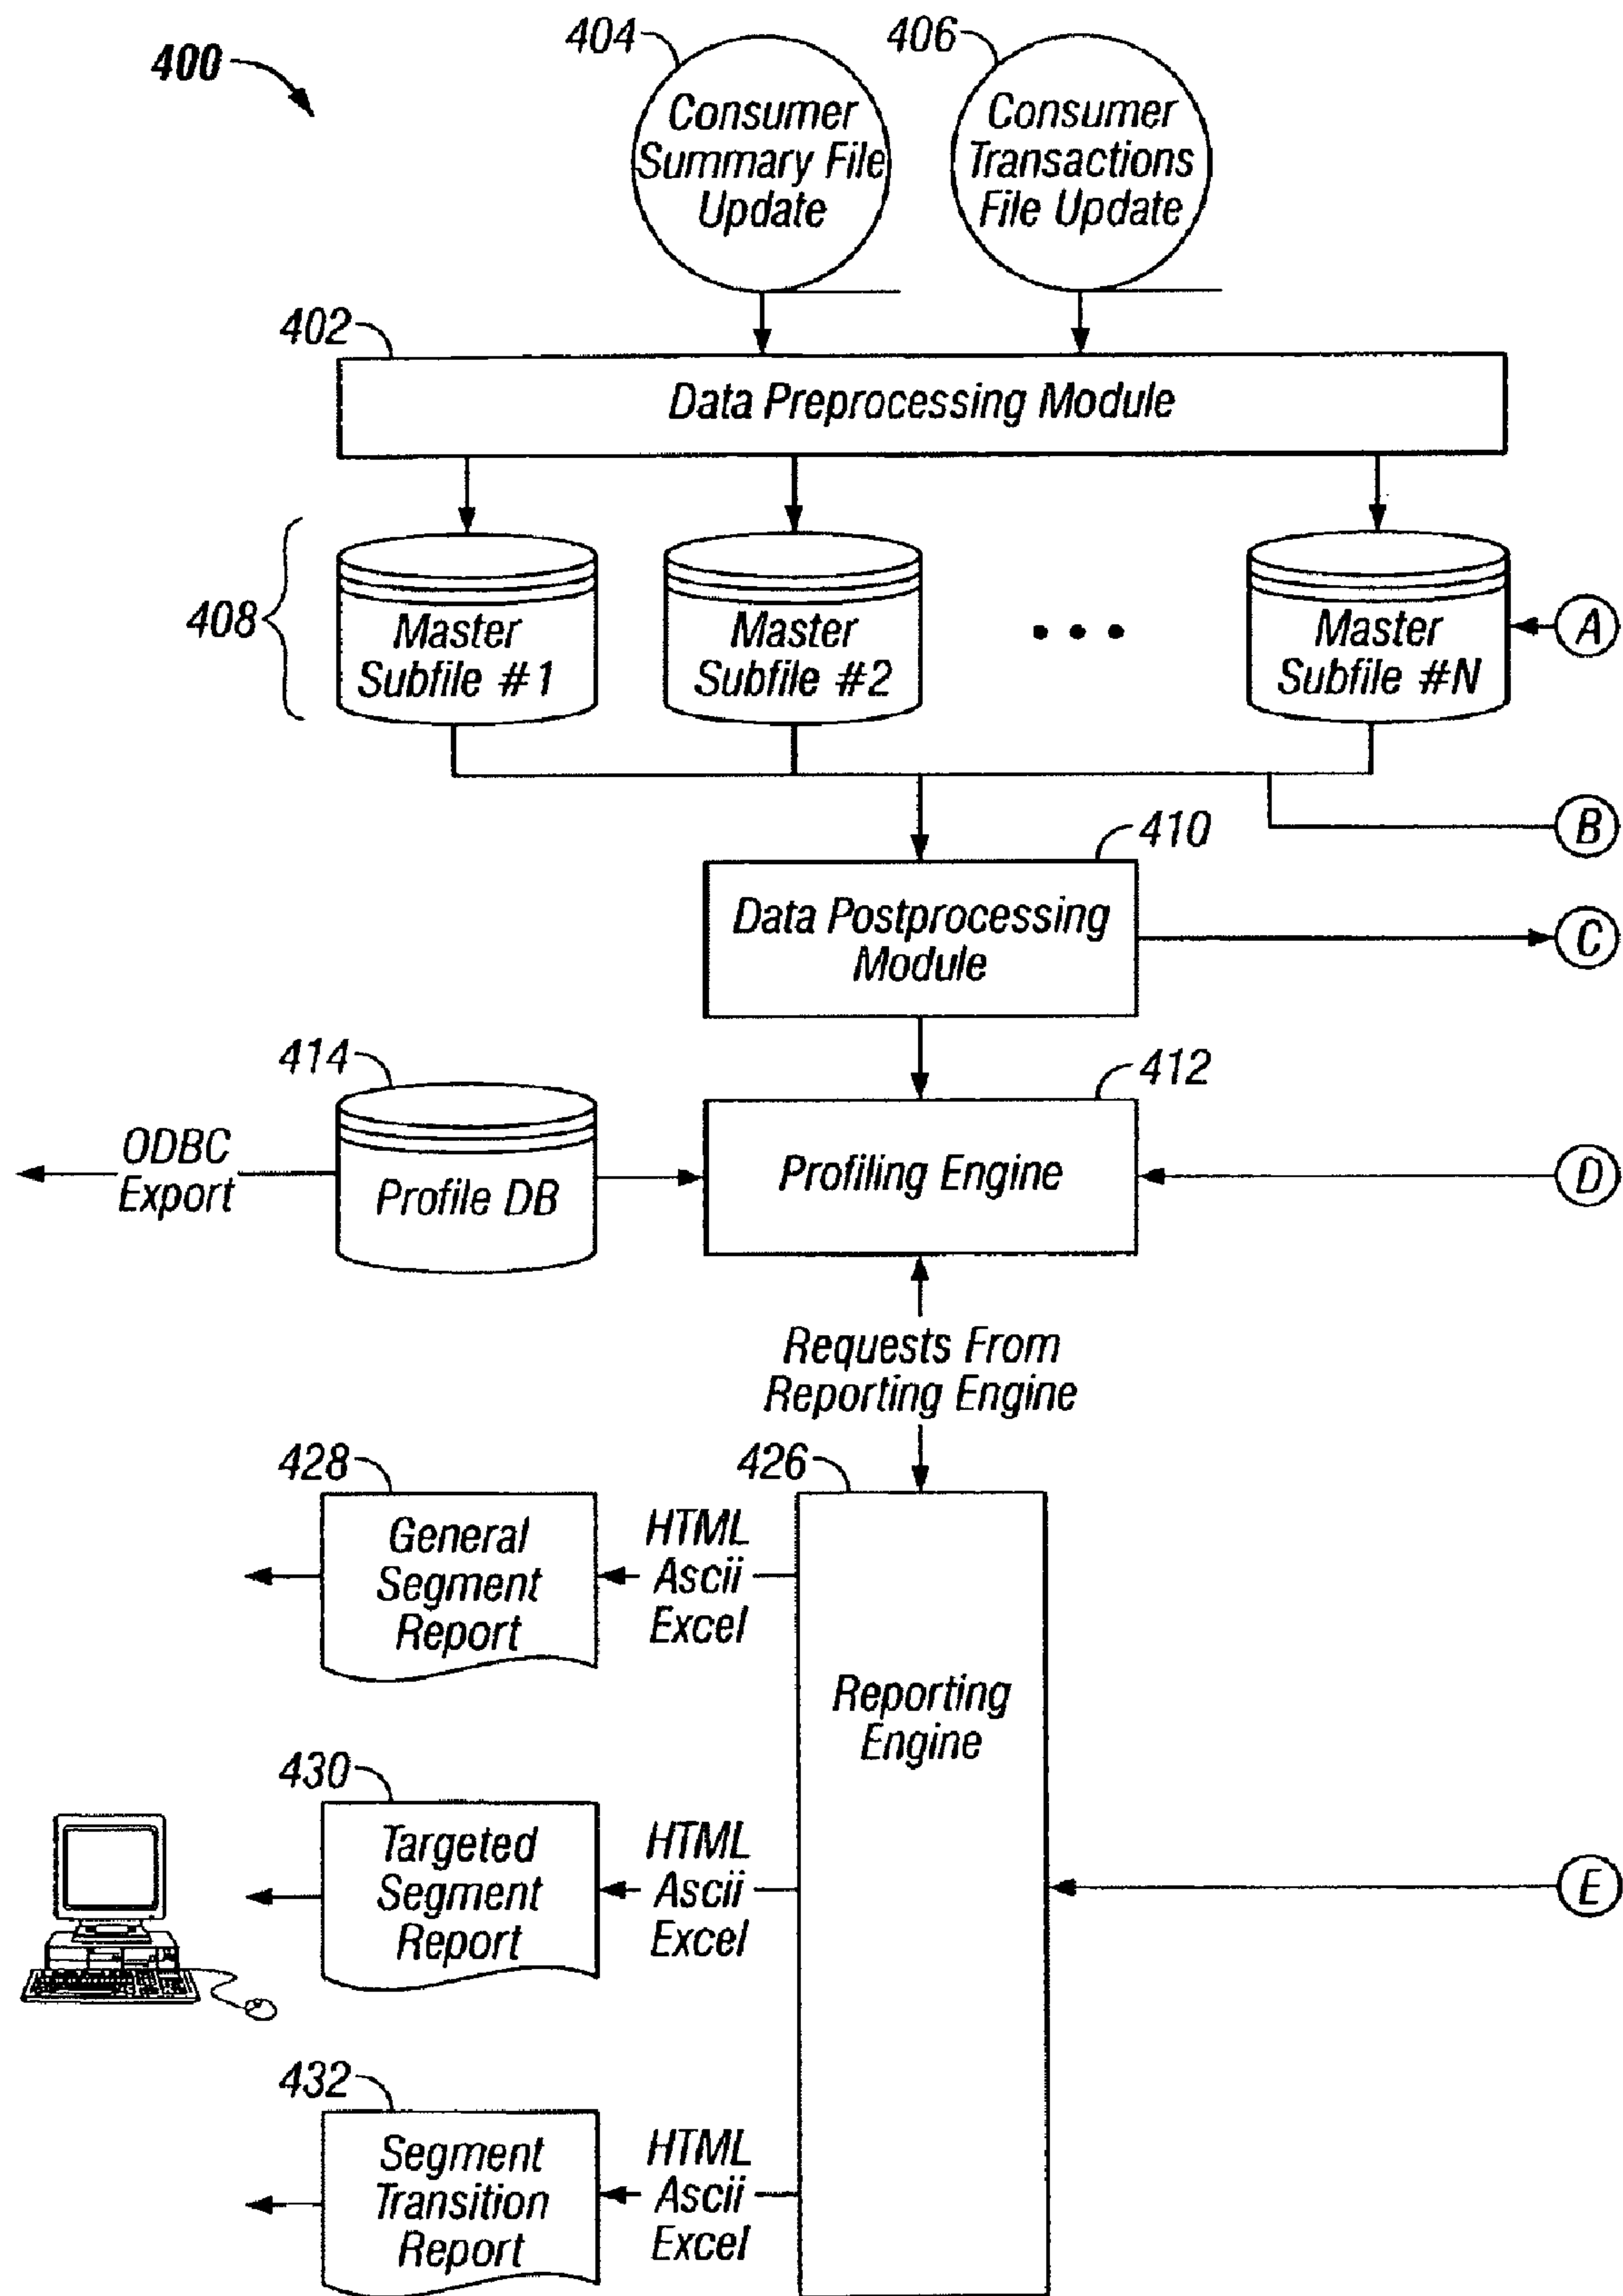 400
404
406
Consumer
Summary File
Update
Consumer
Transactions
File Update
402
Data Preprocessing Module
408
Master
Subfile #1
Master
Subfile #2
• • •
Master
Subfile #N
A
B
410
Data Postprocessing
Module
C
414
412
ODBC
Export
Profile DB
Profiling Engine
D
Requests From
Reporting Engine
428
426
General
Segment
Report
HTML
Ascii
Excel
Reporting
Engine
430
Targeted
Segment
Report
HTML
Ascii
Excel
E
432
Segment
Transition
Report
HTML
Ascii
Excel